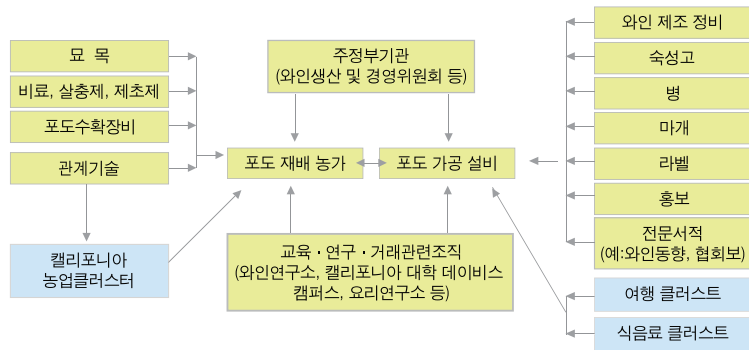 묘 목
비료, 살충제, 제초제
포도수확장비
관계기술
캘리포니아
농업클러스터
주정부기관
(와인생산 및 경영위원회 등)
포도 재배 농가
포도 가공 설비
교육 · 연구 · 거래관련조직
(와인연구소, 캘리포니아 대학 데이비스
캠퍼스, 요리연구소 등)
와인 제조 정비
숙성고
병
마개
라벨
홍보
전문서적
(예:와인동향, 협회보)
여행 클러스트
식음료 클러스트